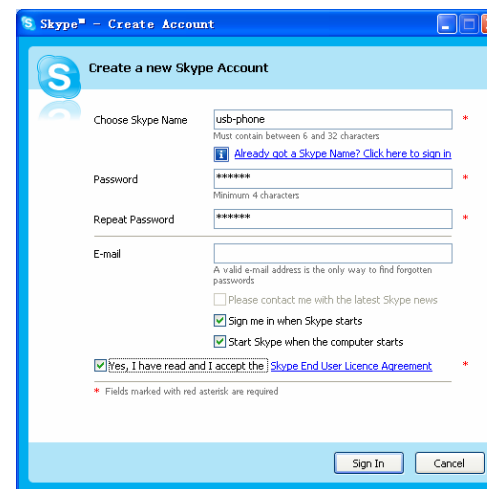 Skype™ - Create Account
S
Create a new Skype Account
Choose Skype Name usb-phone *
Must contain between 6 and 32 characters
i Already got a Skype Name? Click here to sign in
Password ****** *
Minimum 4 characters
Repeat Password ****** *
E-mail
A valid e-mail address is the only way to find forgotten
passwords
Please contact me with the latest Skype news
Sign me in when Skype starts
Start Skype when the computer starts
Yes, I have read and I accept the Skype End User Licence Agreement *
* Fields marked with red asterisk are required
Sign In Cancel